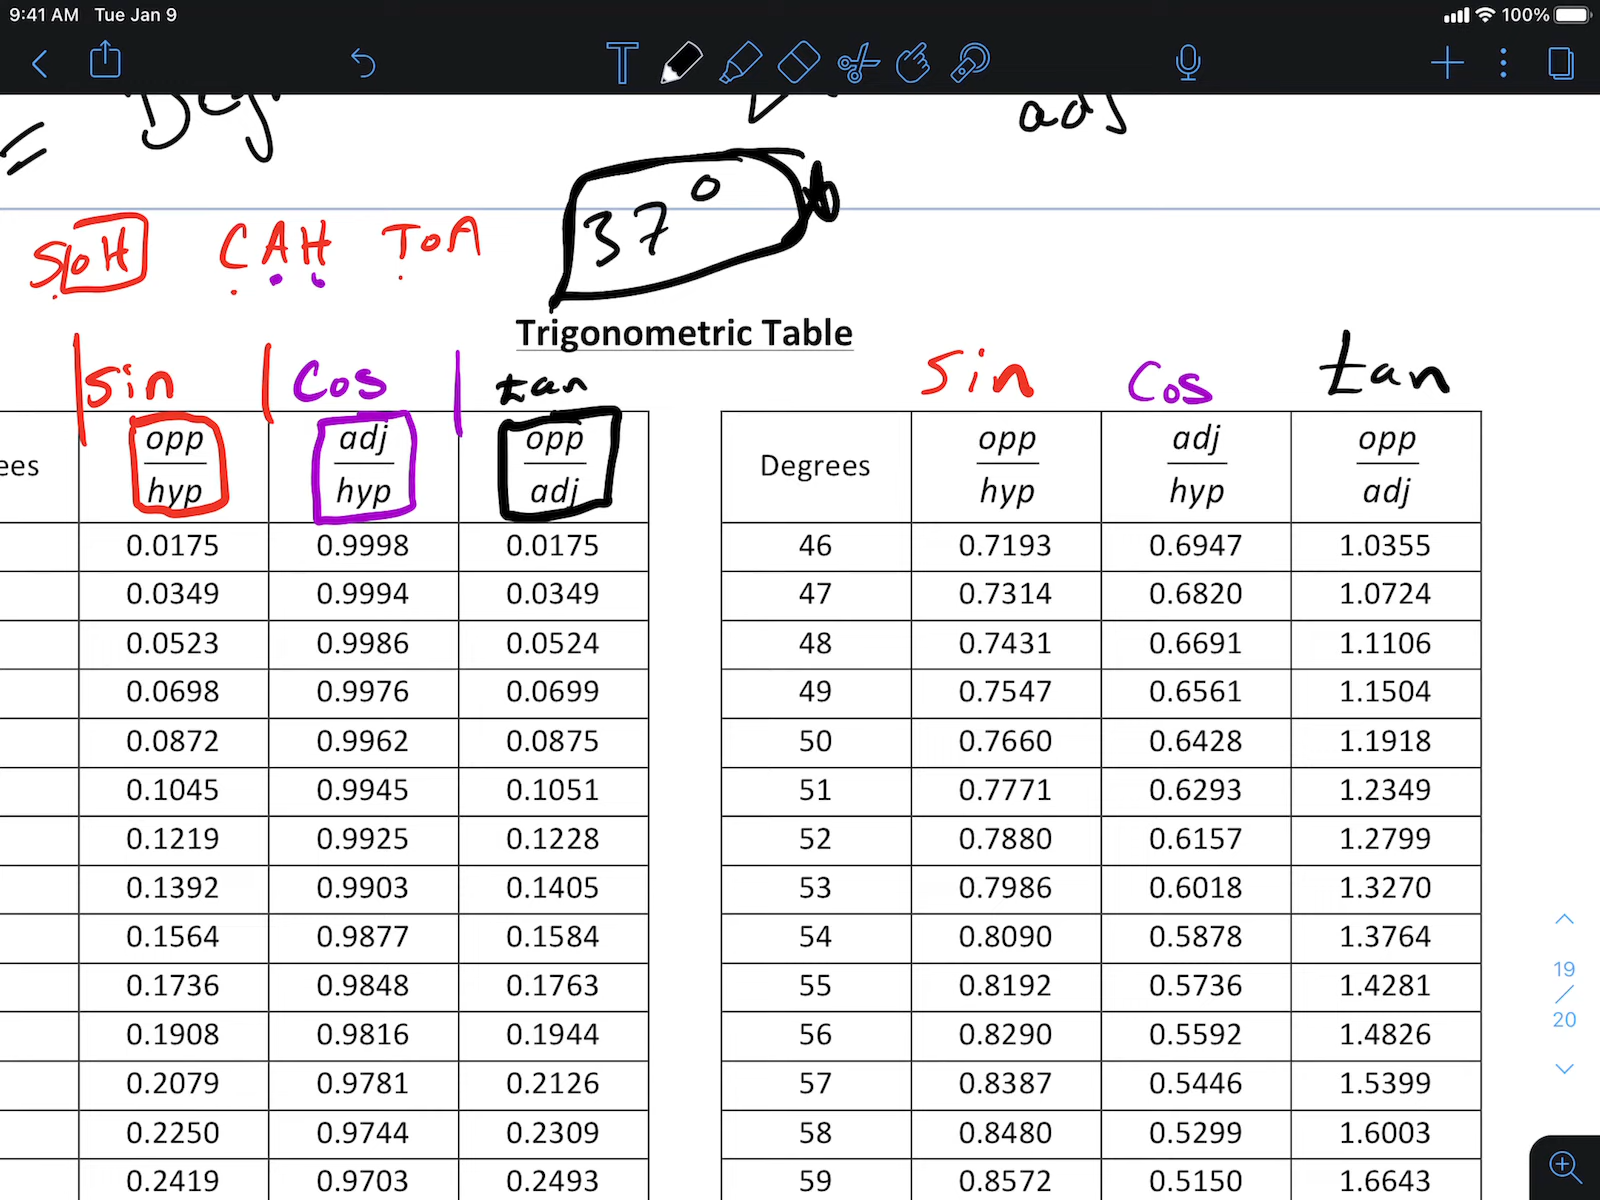 9:41 AM Tue Jan 9 100%
= Deg
adj
37°
SOH CAH TOA
Trigonometric Table
sin cos tan sin cos tan
ees opp/hyp adj/hyp opp/adj Degrees opp/hyp adj/hyp opp/adj
0.0175 0.9998 0.0175 46 0.7193 0.6947 1.0355
0.0349 0.9994 0.0349 47 0.7314 0.6820 1.0724
0.0523 0.9986 0.0524 48 0.7431 0.6691 1.1106
0.0698 0.9976 0.0699 49 0.7547 0.6561 1.1504
0.0872 0.9962 0.0875 50 0.7660 0.6428 1.1918
0.1045 0.9945 0.1051 51 0.7771 0.6293 1.2349
0.1219 0.9925 0.1228 52 0.7880 0.6157 1.2799
0.1392 0.9903 0.1405 53 0.7986 0.6018 1.3270
0.1564 0.9877 0.1584 54 0.8090 0.5878 1.3764
0.1736 0.9848 0.1763 55 0.8192 0.5736 1.4281
0.1908 0.9816 0.1944 56 0.8290 0.5592 1.4826
0.2079 0.9781 0.2126 57 0.8387 0.5446 1.5399
0.2250 0.9744 0.2309 58 0.8480 0.5299 1.6003
0.2419 0.9703 0.2493 59 0.8572 0.5150 1.6643
19
/
20